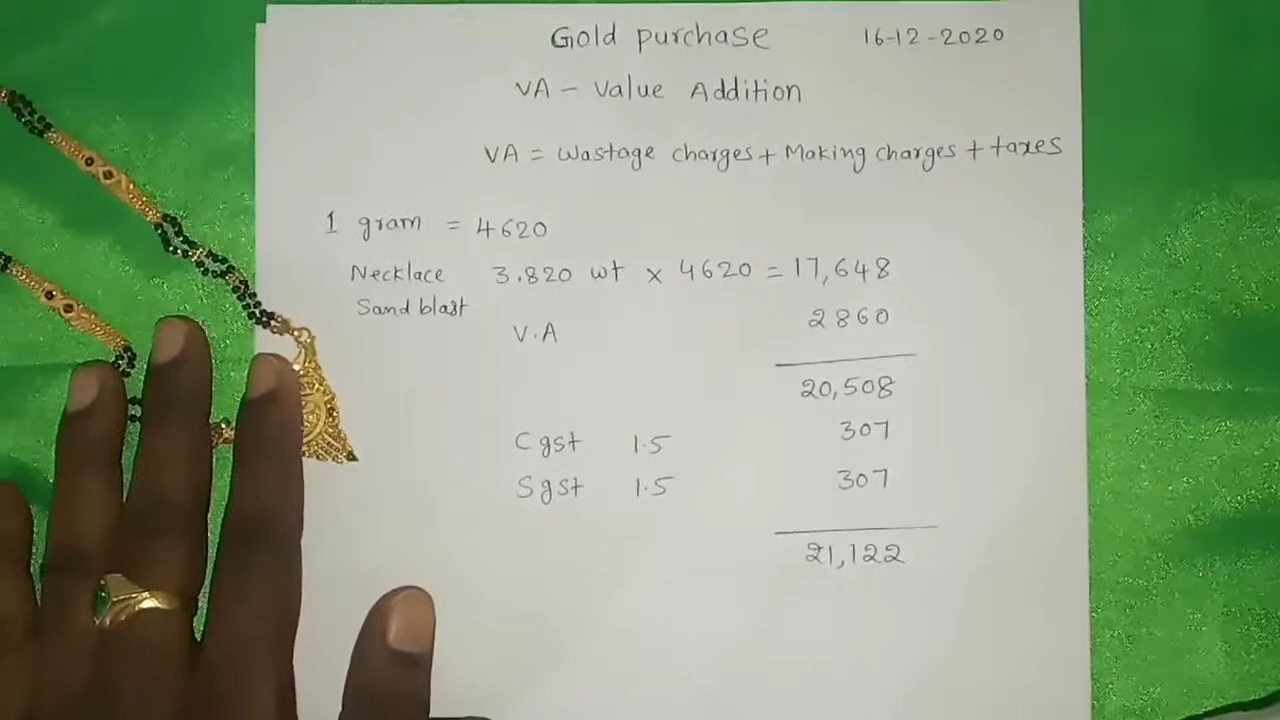 Gold purchase 16-12-2020
VA - Value Addition
VA = Wastage charges + Making charges + taxes
1 gram = 4620
Necklace 3.820 wt x 4620 = 17,648
Sand blast
V.A 2860
20,508
Cgst 1.5 307
Sgst 1.5 307
21,122